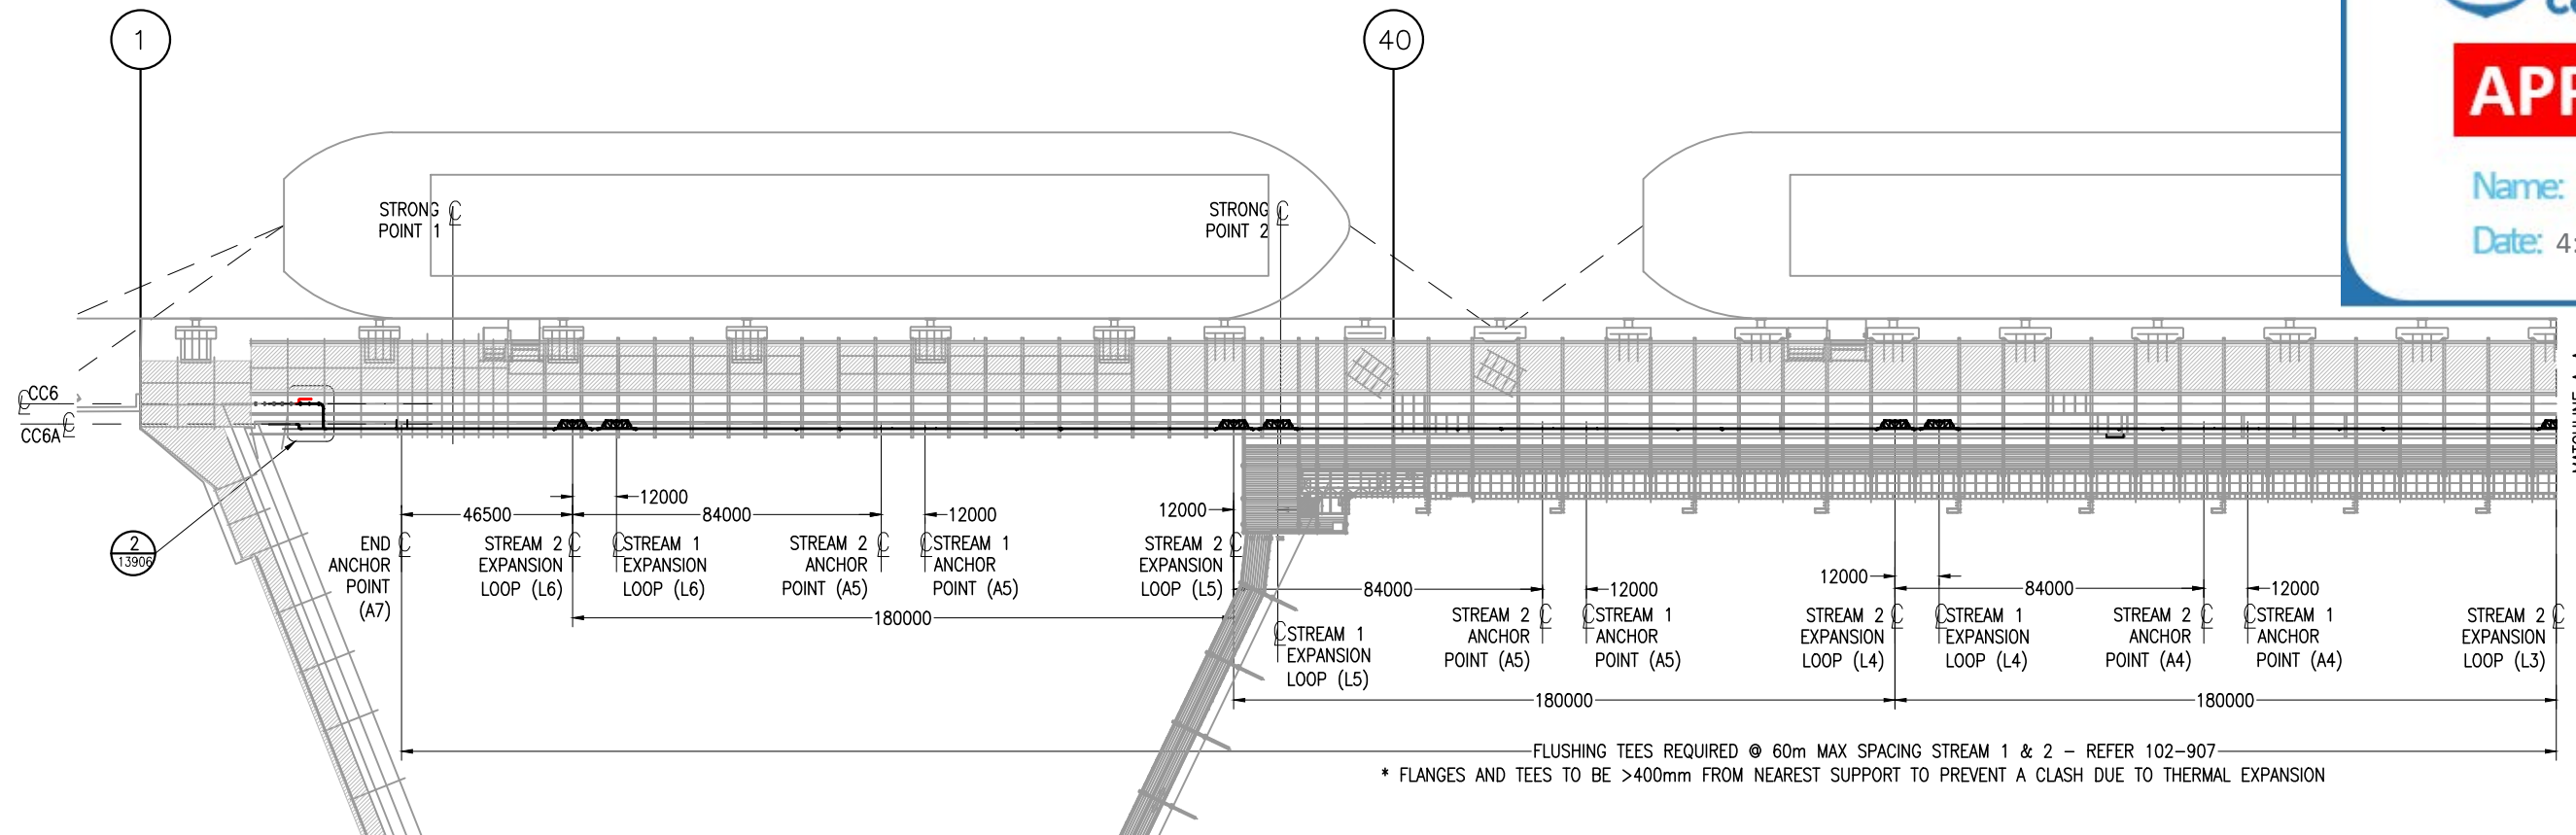 1
40
APP
Name:
Date: 4:
STRONG
POINT 1
STRONG
POINT 2
CC6
CC6A
2
13906
12000
46500
84000
12000
12000
END
ANCHOR
POINT
(A7)
STREAM 2
EXPANSION
LOOP (L6)
STREAM 1
EXPANSION
LOOP (L6)
STREAM 2
ANCHOR
POINT (A5)
STREAM 1
ANCHOR
POINT (A5)
STREAM 2
EXPANSION
LOOP (L5)
180000
STREAM 1
EXPANSION
LOOP (L5)
84000
12000
12000
84000
12000
STREAM 2
ANCHOR
POINT (A5)
STREAM 1
ANCHOR
POINT (A5)
STREAM 2
EXPANSION
LOOP (L4)
STREAM 1
EXPANSION
LOOP (L4)
STREAM 2
ANCHOR
POINT (A4)
STREAM 1
ANCHOR
POINT (A4)
STREAM 2
EXPANSION
LOOP (L3)
180000
180000
FLUSHING TEES REQUIRED @ 60m MAX SPACING STREAM 1 & 2 – REFER 102-907
* FLANGES AND TEES TO BE >400mm FROM NEAREST SUPPORT TO PREVENT A CLASH DUE TO THERMAL EXPANSION